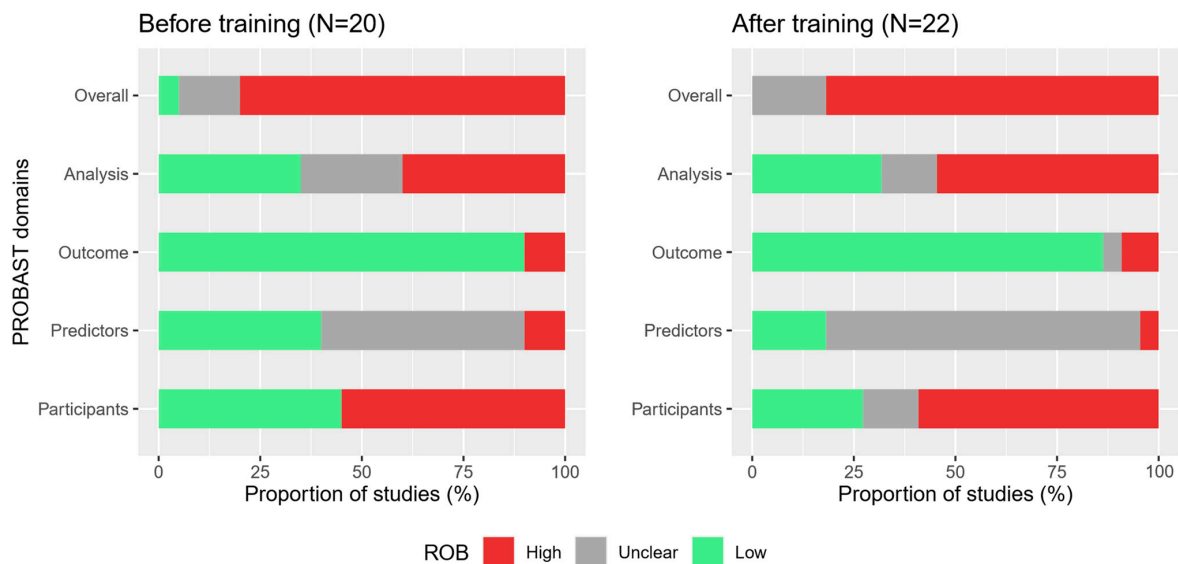 Before training (N=20)
After training (N=22)
PROBAST domains
Overall
Analysis
Outcome
Predictors
Participants
0 25 50 75 100
Proportion of studies (%)
Overall
Analysis
Outcome
Predictors
Participants
0 25 50 75 100
Proportion of studies (%)
ROB High Unclear Low